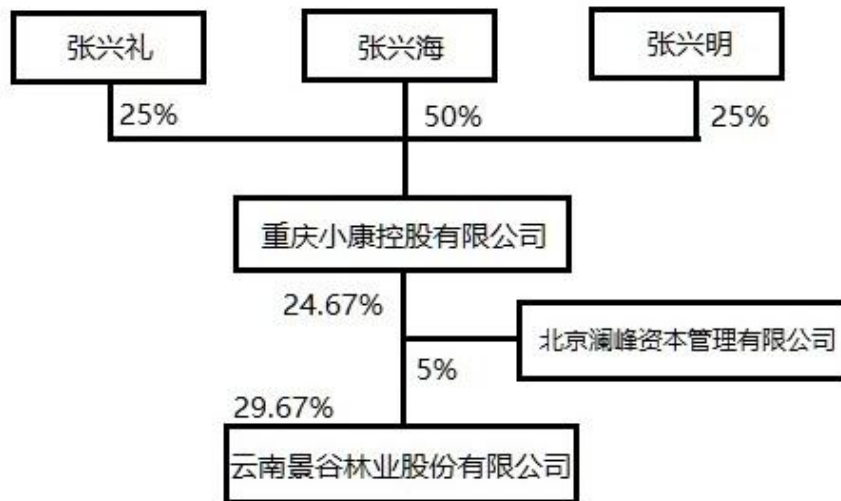 张兴礼
张兴海
张兴明
25%
50%
25%
重庆小康控股有限公司
24.67%
北京澜峰资本管理有限公司
5%
29.67%
云南景谷林业股份有限公司